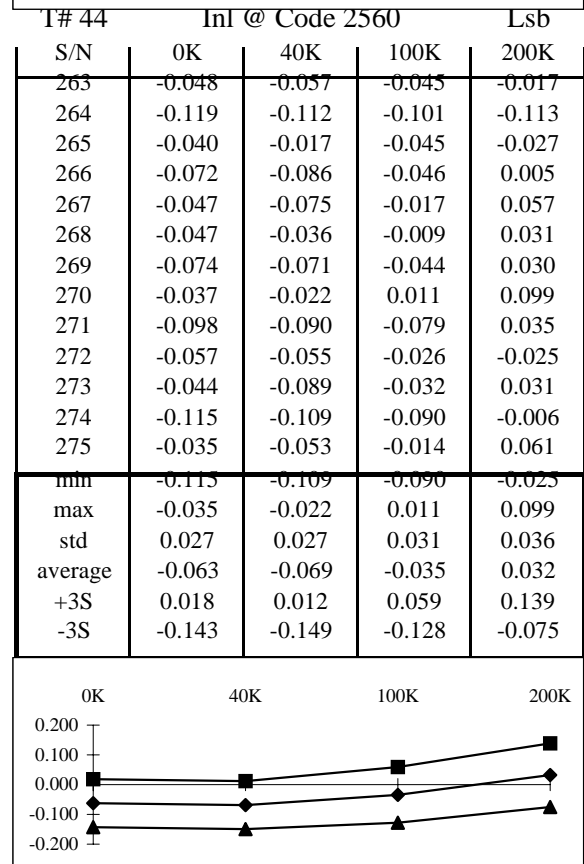 T# 44 Inl @ Code 2560 Lsb
S/N 0K 40K 100K 200K
263 -0.048 -0.057 -0.045 -0.017
264 -0.119 -0.112 -0.101 -0.113
265 -0.040 -0.017 -0.045 -0.027
266 -0.072 -0.086 -0.046 0.005
267 -0.047 -0.075 -0.017 0.057
268 -0.047 -0.036 -0.009 0.031
269 -0.074 -0.071 -0.044 0.030
270 -0.037 -0.022 0.011 0.099
271 -0.098 -0.090 -0.079 0.035
272 -0.057 -0.055 -0.026 -0.025
273 -0.044 -0.089 -0.032 0.031
274 -0.115 -0.109 -0.090 -0.006
275 -0.035 -0.053 -0.014 0.061
min -0.115 -0.109 -0.090 -0.025
max -0.035 -0.022 0.011 0.099
std 0.027 0.027 0.031 0.036
average -0.063 -0.069 -0.035 0.032
+3S 0.018 0.012 0.059 0.139
-3S -0.143 -0.149 -0.128 -0.075
0K 40K 100K 200K
0.200
0.100
0.000
-0.100
-0.200